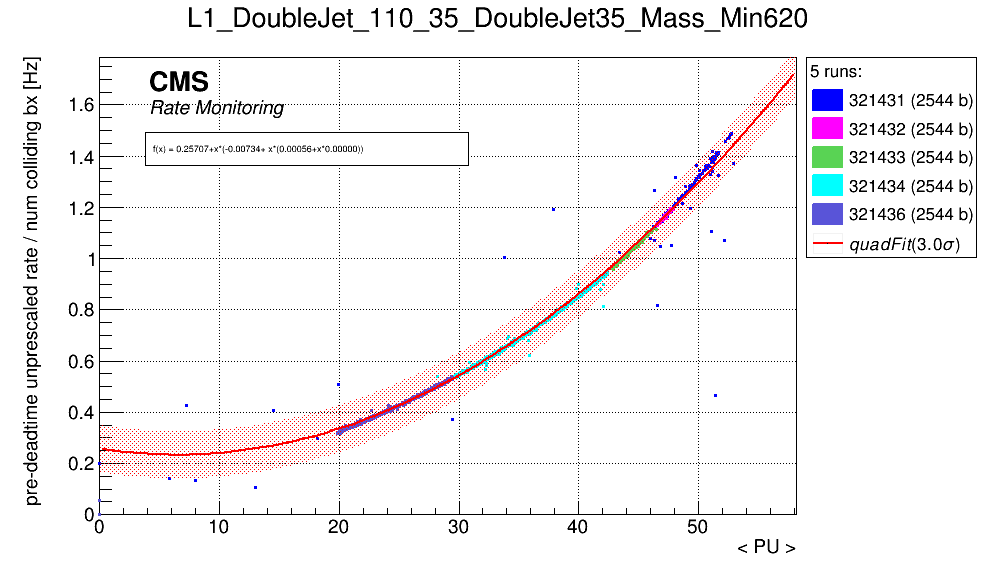 L1_DoubleJet_110_35_DoubleJet35_Mass_Min620
pre-deadtime unprescaled rate / num colliding bx [Hz]
CMS
Rate Monitoring
f(x) = 0.25707+x*(-0.00734+ x*(0.00056+x*0.00000))
1.6
1.4
1.2
1
0.8
0.6
0.4
0.2
0
0 10 20 30 40 50
< PU >
5 runs:
321431 (2544 b)
321432 (2544 b)
321433 (2544 b)
321434 (2544 b)
321436 (2544 b)
quadFit(3.0σ)